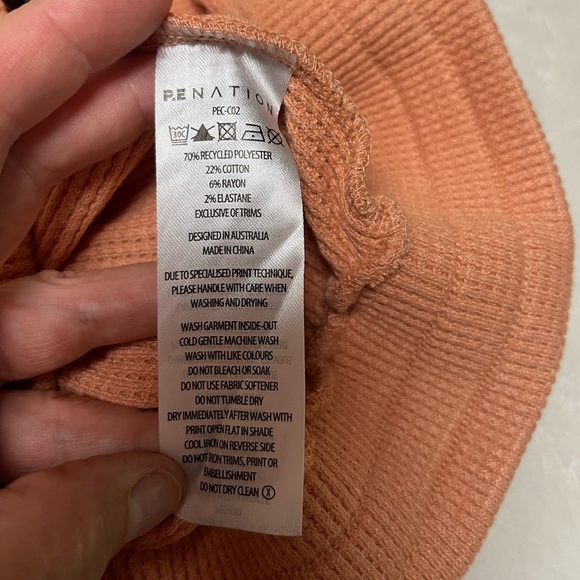 P.E NATION
PEC-C02
30C
70% RECYCLED POLYESTER
22% COTTON
6% RAYON
2% ELASTANE
EXCLUSIVE OF TRIMS
DESIGNED IN AUSTRALIA
MADE IN CHINA
DUE TO SPECIALISED PRINT TECHNIQUE,
PLEASE HANDLE WITH CARE WHEN
WASHING AND DRYING
WASH GARMENT INSIDE-OUT
COLD GENTLE MACHINE WASH
WASH WITH LIKE COLOURS
DO NOT BLEACH OR SOAK
DO NOT USE FABRIC SOFTENER
DO NOT TUMBLE DRY
DRY IMMEDIATELY AFTER WASH WITH
PRINT OPEN FLAT IN SHADE
COOL IRON ON REVERSE SIDE
DO NOT IRON TRIMS, PRINT OR
EMBELLISHMENT
DO NOT DRY CLEAN X